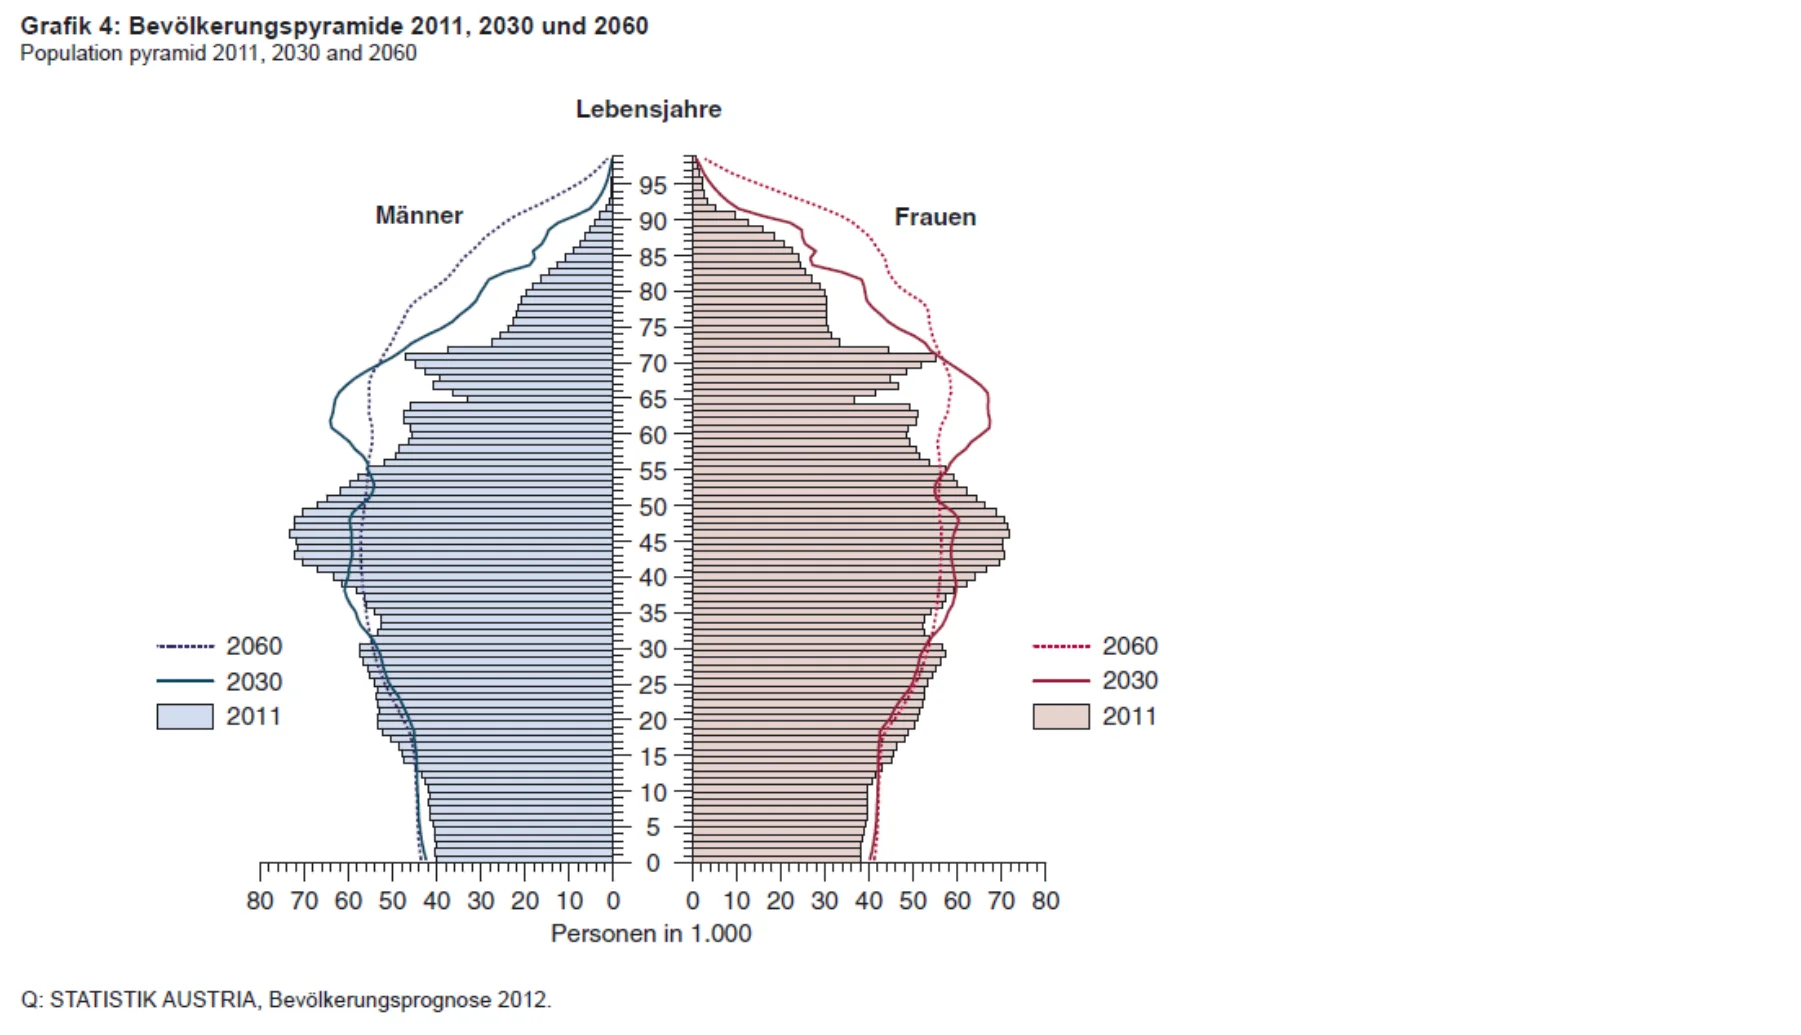 Grafik 4: Bevölkerungspyramide 2011, 2030 und 2060
Population pyramid 2011, 2030 and 2060
Lebensjahre
Männer
Frauen
95
90
85
80
75
70
65
60
55
50
45
40
35
30
25
20
15
10
5
0
2060
2030
2011
2060
2030
2011
80 70 60 50 40 30 20 10 0
0 10 20 30 40 50 60 70 80
Personen in 1.000
Q: STATISTIK AUSTRIA, Bevölkerungsprognose 2012.